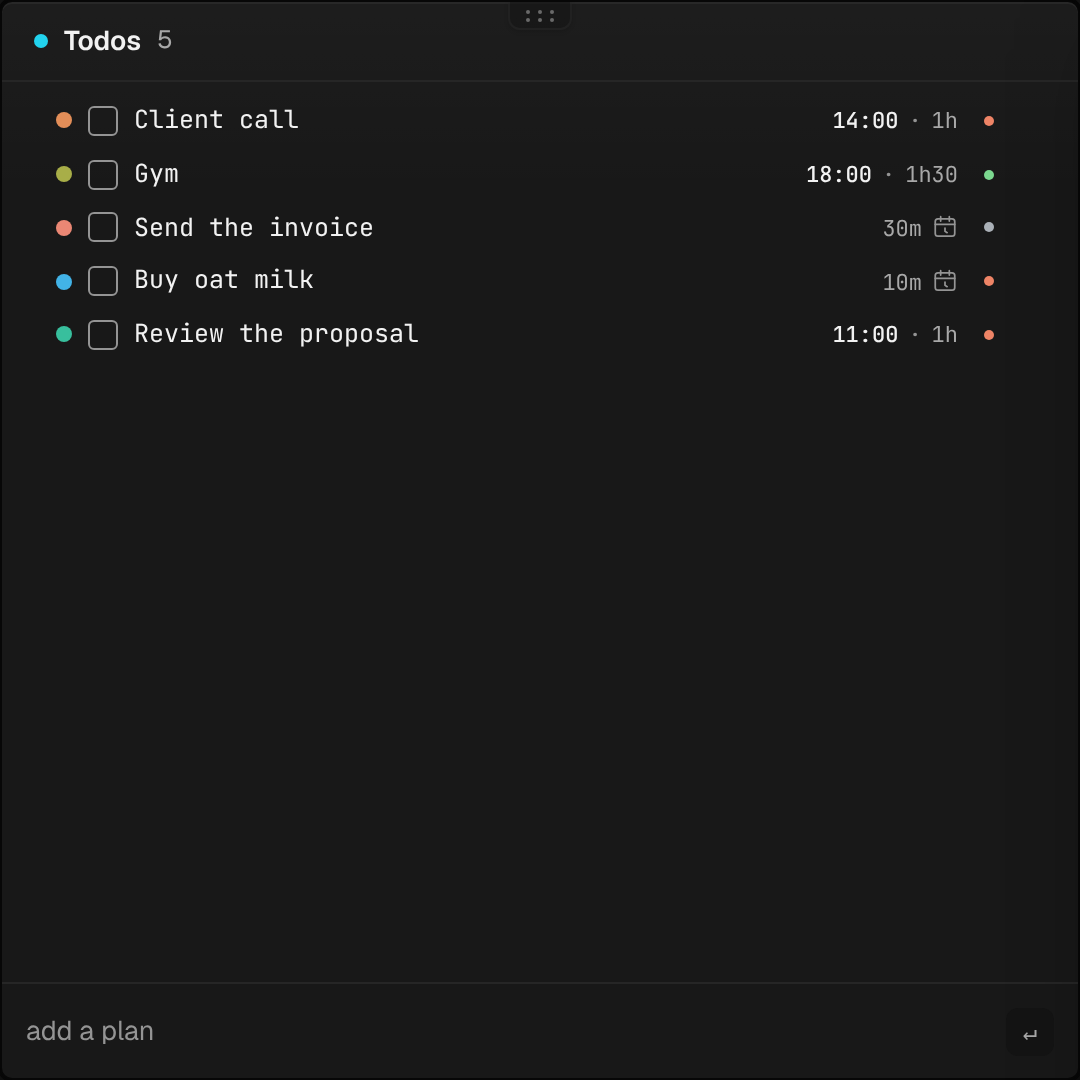 Todos 5
Client call 14:00 · 1h
Gym 18:00 · 1h30
Send the invoice 30m
Buy oat milk 10m
Review the proposal 11:00 · 1h
add a plan ↵